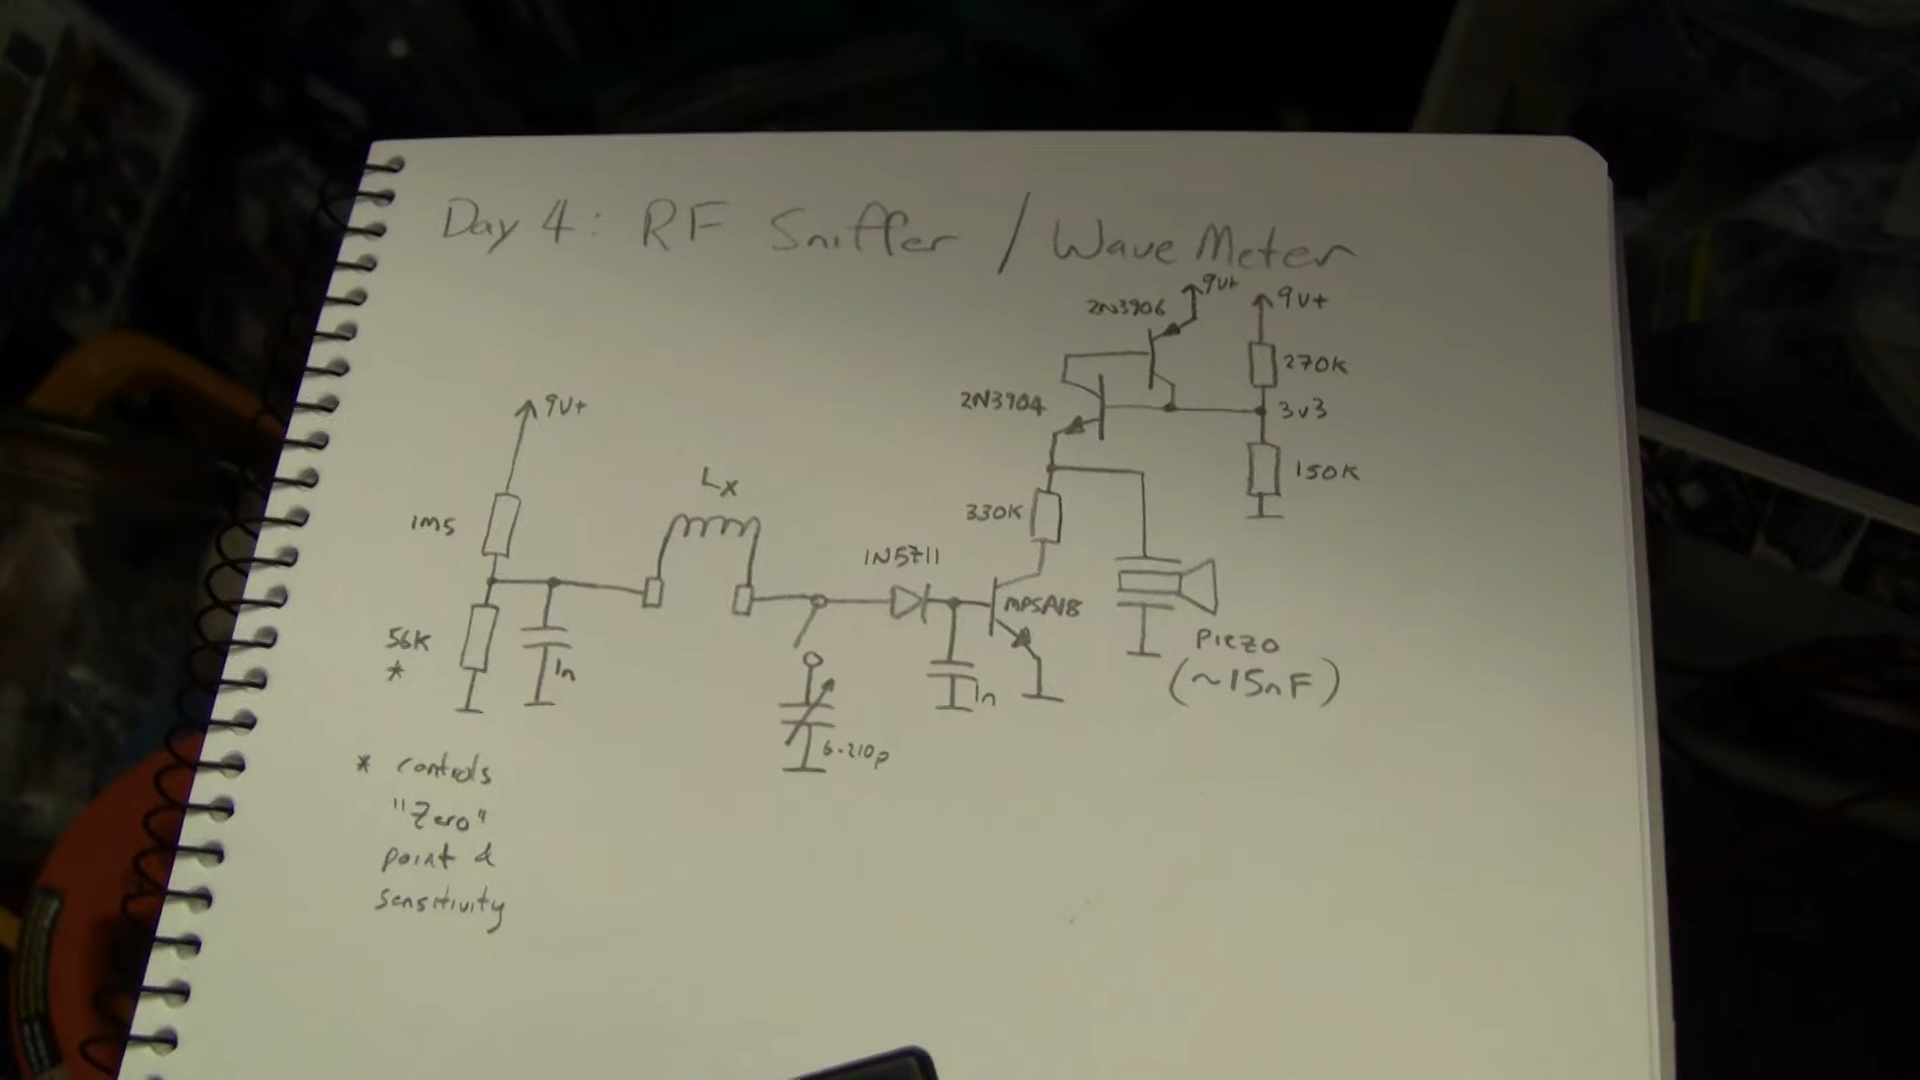 Day 4: RF Sniffer / Wave Meter
2N3906
9v+
9v+
270K
2N3904
3v3
150K
9v+
Lx
330K
1M5
1N5711
MPSA18
56K
*
1n
1n
Piezo
(~15nF)
6-210p
* controls
"Zero"
point &
sensitivity